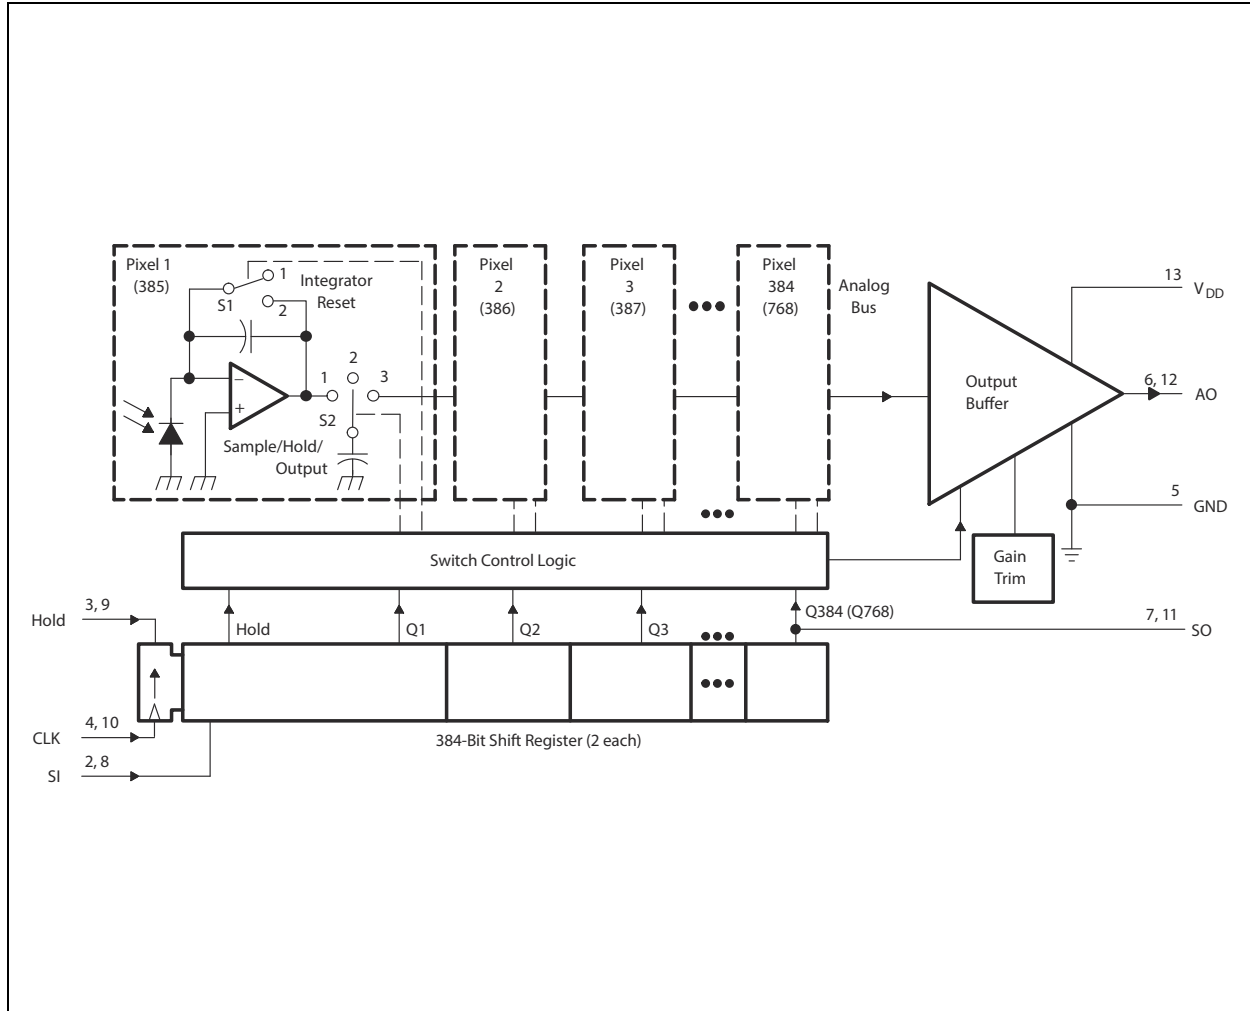 Pixel 1
(385)
1
Integrator
Reset
S1
2
−
+
1
2
3
S2
Sample/Hold/
Output
Pixel
2
(386)
Pixel
3
(387)
Pixel
384
(768)
Analog
Bus
Output
Buffer
13
VDD
6, 12
AO
5
GND
Gain
Trim
Switch Control Logic
3, 9
Hold
Hold
Q1
Q2
Q3
Q384 (Q768)
7, 11
SO
4, 10
CLK
384-Bit Shift Register (2 each)
2, 8
SI